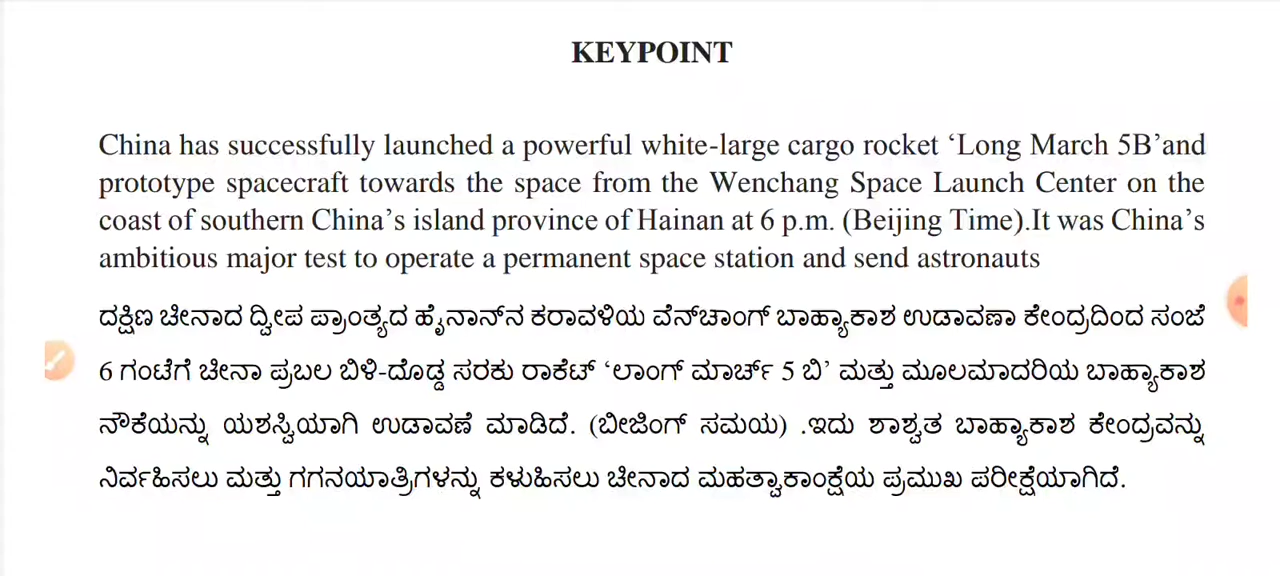 KEYPOINT
China has successfully launched a powerful white-large cargo rocket ‘Long March 5B’and
prototype spacecraft towards the space from the Wenchang Space Launch Center on the
coast of southern China’s island province of Hainan at 6 p.m. (Beijing Time).It was China’s
ambitious major test to operate a permanent space station and send astronauts
ದಕ್ಷಿಣ ಚೀನಾದ ದ್ವೀಪ ಪ್ರಾಂತ್ಯದ ಹೈನಾನ್‌ನ ಕರಾವಳಿಯ ವೆನ್‌ಚಾಂಗ್ ಬಾಹ್ಯಾಕಾಶ ಉಡಾವಣಾ ಕೇಂದ್ರದಿಂದ ಸಂಜೆ
6 ಗಂಟೆಗೆ ಚೀನಾ ಪ್ರಬಲ ಬಿಳಿ-ದೊಡ್ಡ ಸರಕು ರಾಕೆಟ್ ‘ಲಾಂಗ್ ಮಾರ್ಚ್ 5 ಬಿ’ ಮತ್ತು ಮೂಲಮಾದರಿಯ ಬಾಹ್ಯಾಕಾಶ
ನೌಕೆಯನ್ನು ಯಶಸ್ವಿಯಾಗಿ ಉಡಾವಣೆ ಮಾಡಿದೆ. (ಬೀಜಿಂಗ್ ಸಮಯ) .ಇದು ಶಾಶ್ವತ ಬಾಹ್ಯಾಕಾಶ ಕೇಂದ್ರವನ್ನು
ನಿರ್ವಹಿಸಲು ಮತ್ತು ಗಗನಯಾತ್ರಿಗಳನ್ನು ಕಳುಹಿಸಲು ಚೀನಾದ ಮಹತ್ವಾಕಾಂಕ್ಷೆಯ ಪ್ರಮುಖ ಪರೀಕ್ಷೆಯಾಗಿದೆ.